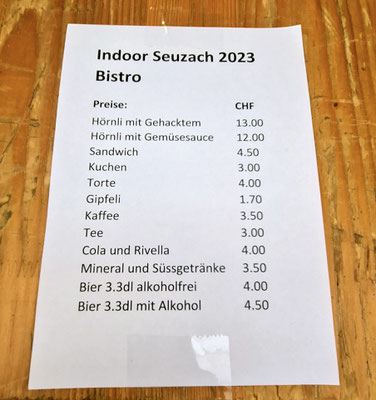 Indoor Seuzach 2023
Bistro
Preise: CHF
Hörnli mit Gehacktem 13.00
Hörnli mit Gemüsesauce 12.00
Sandwich 4.50
Kuchen 3.00
Torte 4.00
Gipfeli 1.70
Kaffee 3.50
Tee 3.00
Cola und Rivella 4.00
Mineral und Süssgetränke 3.50
Bier 3.3dl alkoholfrei 4.00
Bier 3.3dl mit Alkohol 4.50